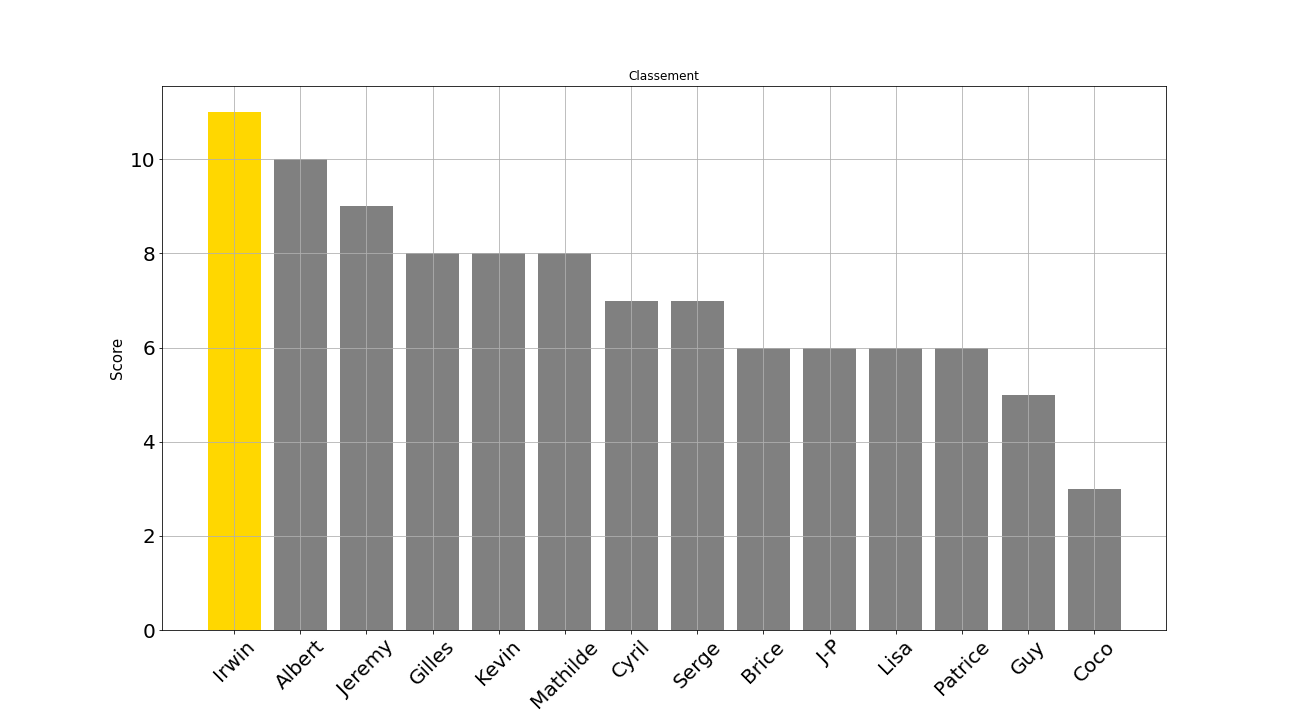 Classement
Score
10
8
6
4
2
0
Irwin
Albert
Jeremy
Gilles
Kevin
Mathilde
Cyril
Serge
Brice
J-P
Lisa
Patrice
Guy
Coco